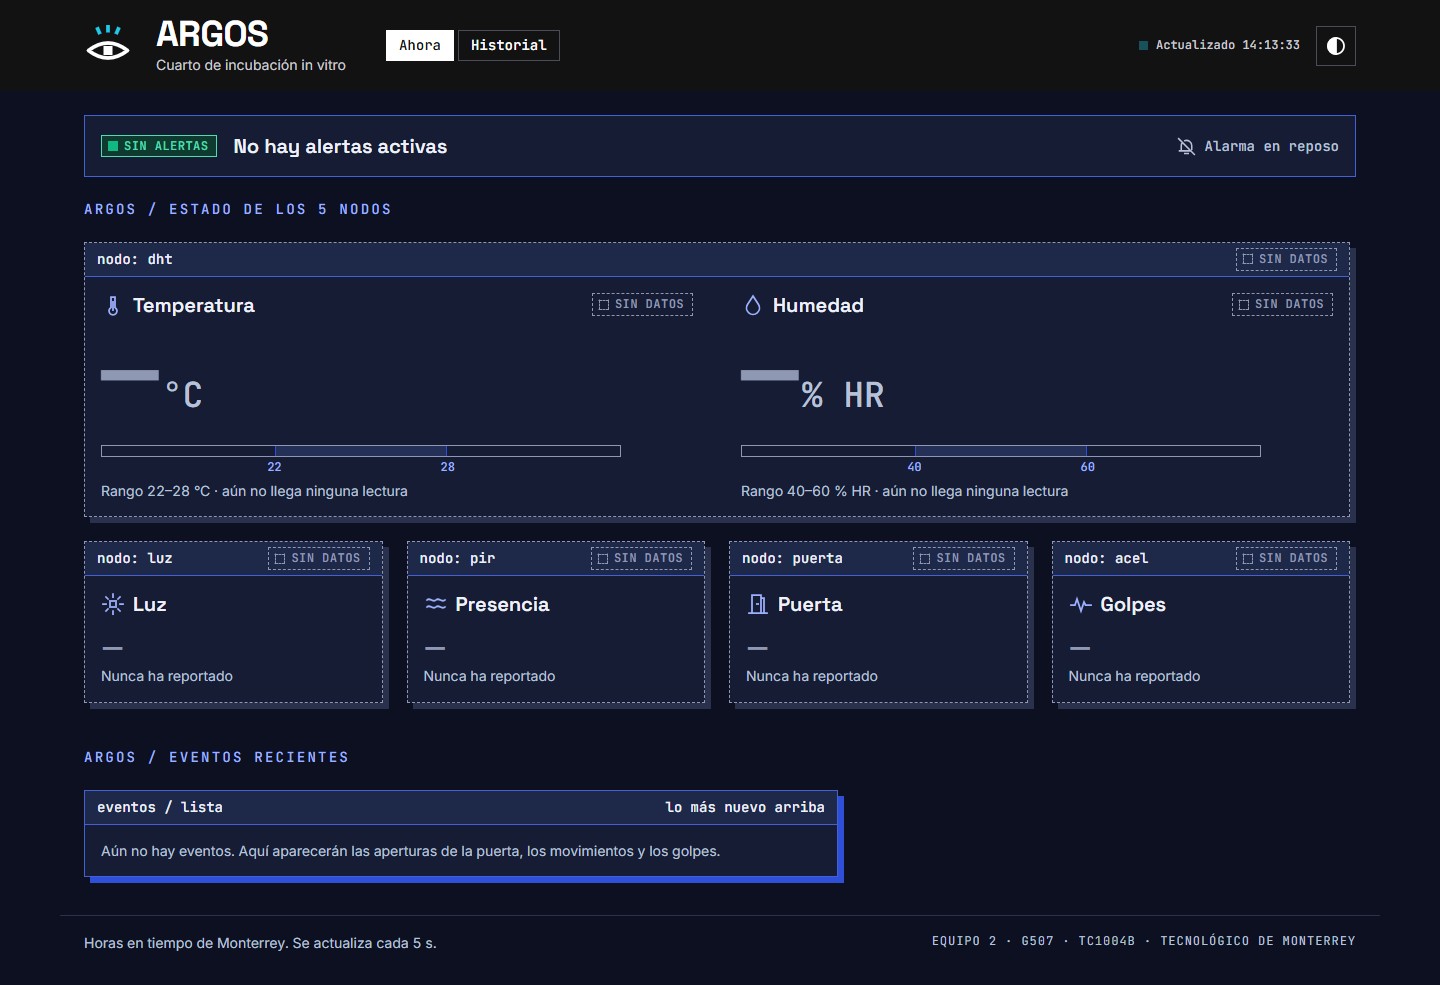 ARGOS
Cuarto de incubación in vitro
Ahora
Historial
Actualizado 14:13:33
SIN ALERTAS
No hay alertas activas
Alarma en reposo
ARGOS / ESTADO DE LOS 5 NODOS
nodo: dht
SIN DATOS
Temperatura
SIN DATOS
Humedad
SIN DATOS
— °C
— % HR
22
28
40
60
Rango 22–28 °C · aún no llega ninguna lectura
Rango 40–60 % HR · aún no llega ninguna lectura
nodo: luz
SIN DATOS
nodo: pir
SIN DATOS
nodo: puerta
SIN DATOS
nodo: acel
SIN DATOS
Luz
Presencia
Puerta
Golpes
—
—
—
—
Nunca ha reportado
Nunca ha reportado
Nunca ha reportado
Nunca ha reportado
ARGOS / EVENTOS RECIENTES
eventos / lista
lo más nuevo arriba
Aún no hay eventos. Aquí aparecerán las aperturas de la puerta, los movimientos y los golpes.
Horas en tiempo de Monterrey. Se actualiza cada 5 s.
EQUIPO 2 · G507 · TC1004B · TECNOLÓGICO DE MONTERREY